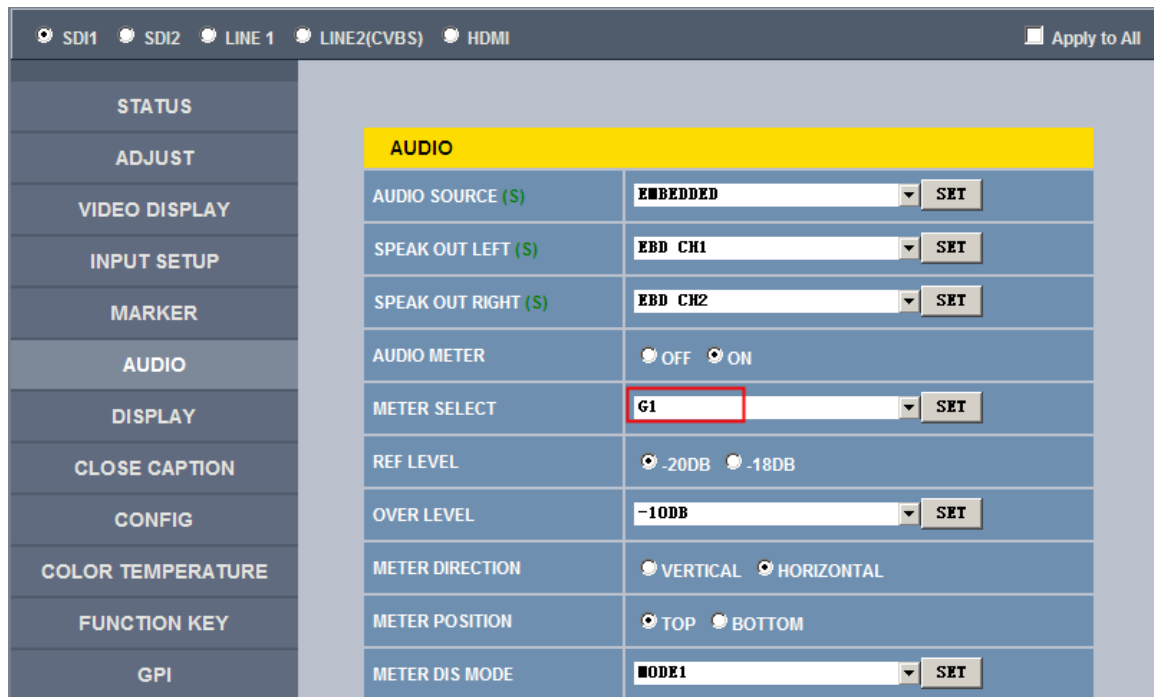 SDI1 SDI2 LINE 1 LINE2(CVBS) HDMI Apply to All
STATUS
ADJUST
VIDEO DISPLAY
INPUT SETUP
MARKER
AUDIO
DISPLAY
CLOSE CAPTION
CONFIG
COLOR TEMPERATURE
FUNCTION KEY
GPI
AUDIO
AUDIO SOURCE (S) EMBEDDED SET
SPEAK OUT LEFT (S) EBD CH1 SET
SPEAK OUT RIGHT (S) EBD CH2 SET
AUDIO METER OFF ON
METER SELECT G1 SET
REF LEVEL -20DB -18DB
OVER LEVEL -10DB SET
METER DIRECTION VERTICAL HORIZONTAL
METER POSITION TOP BOTTOM
METER DIS MODE MODE1 SET